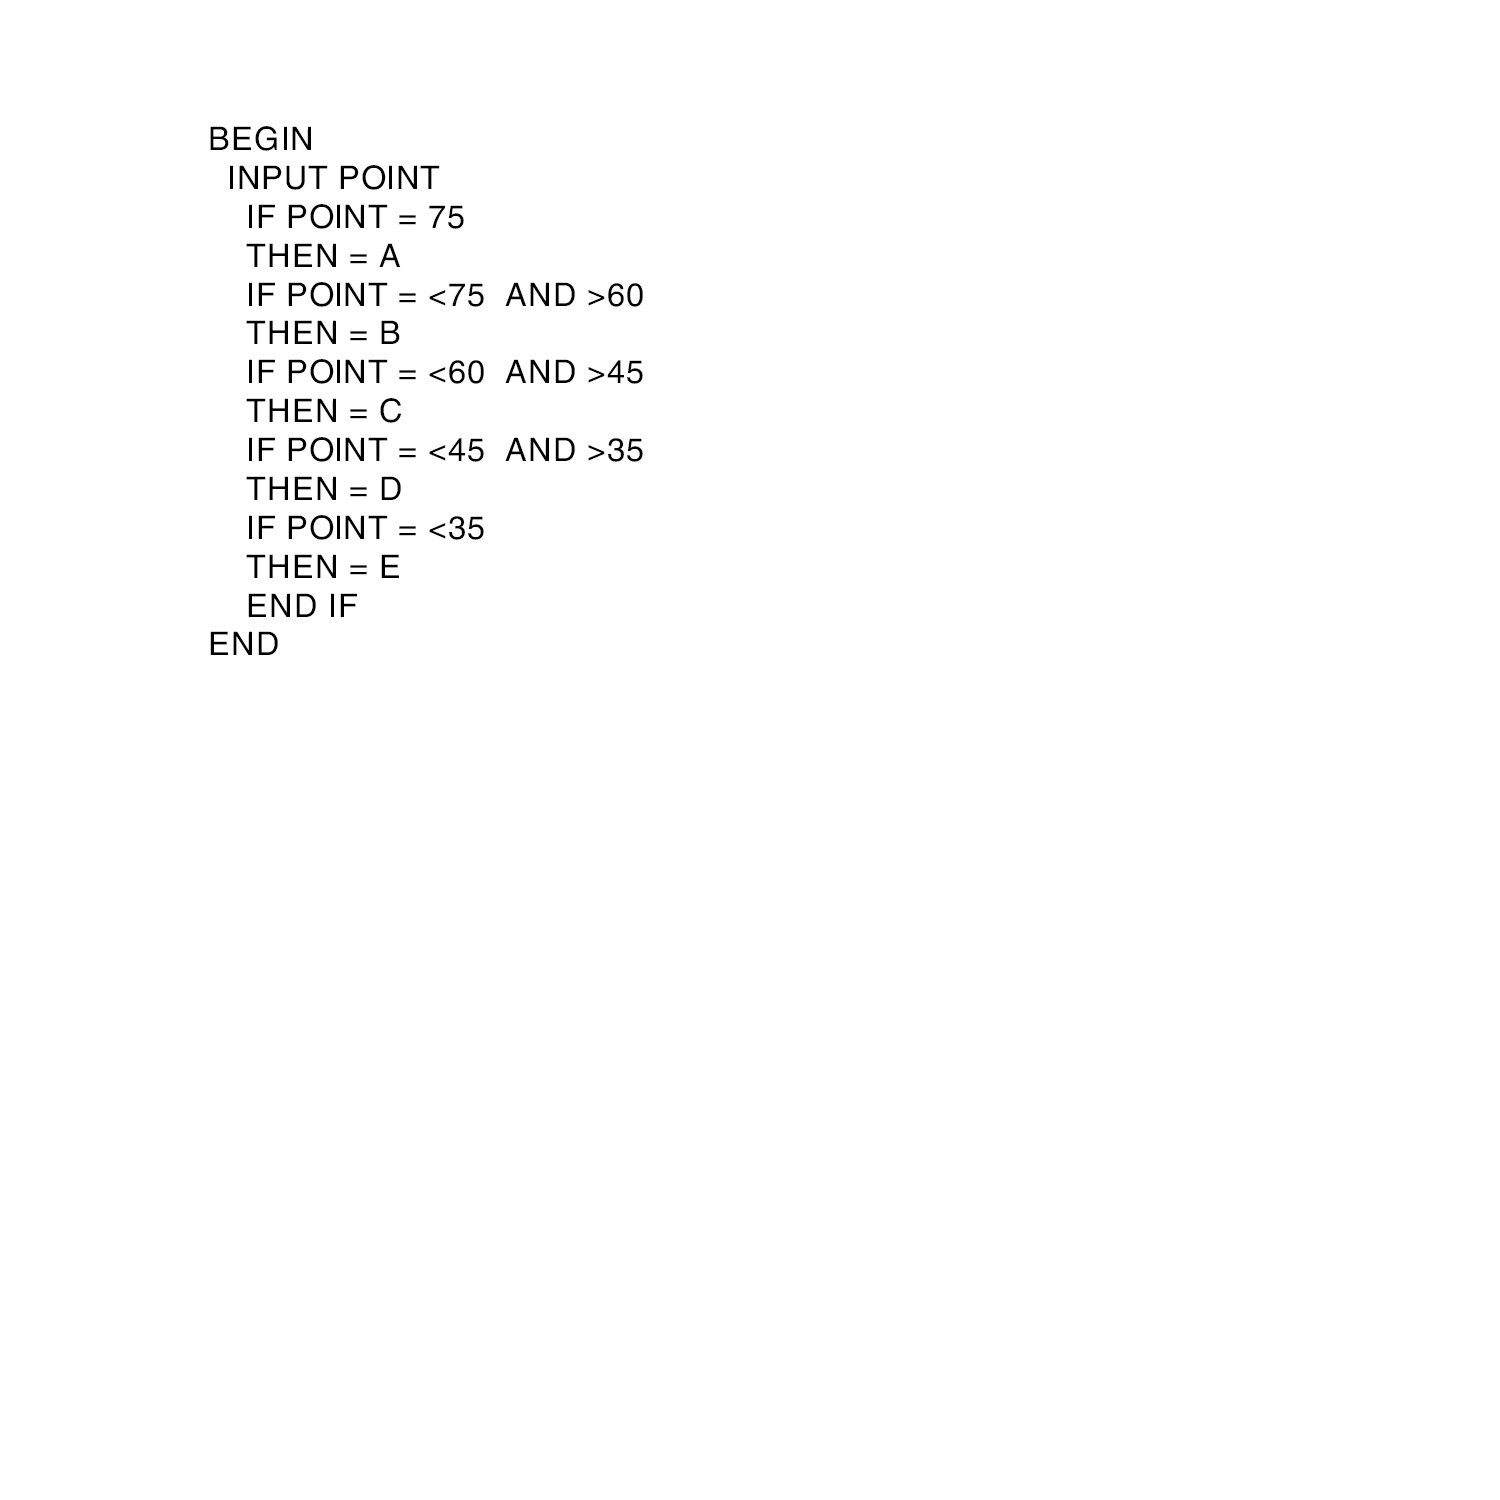 BEGIN
INPUT POINT
IF POINT = 75
THEN = A
IF POINT = <75 AND >60
THEN = B
IF POINT = <60 AND >45
THEN = C
IF POINT = <45 AND >35
THEN = D
IF POINT = <35
THEN = E
END IF
END